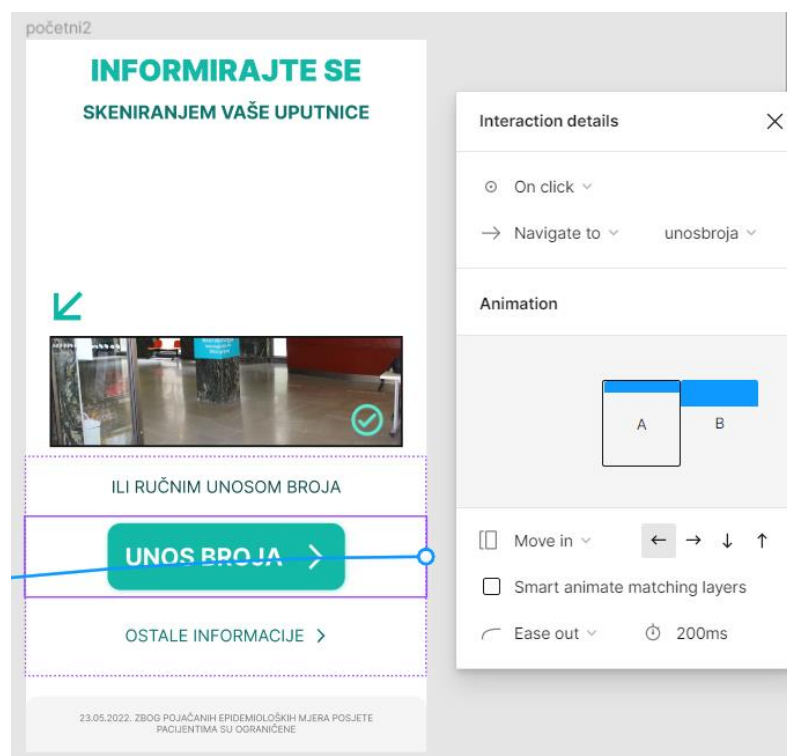 početni2
INFORMIRAJTE SE
SKENIRANJEM VAŠE UPUTNICE
ILI RUČNIM UNOSOM BROJA
UNOS BROJA
OSTALE INFORMACIJE
23.05.2022. ZBOG POJAČANIH EPIDEMIOLOŠKIH MJERA POSJETE
PACIJENTIMA SU OGRANIČENE
Interaction details
On click
Navigate to unosbroja
Animation
A B
Move in
Smart animate matching layers
Ease out 200ms